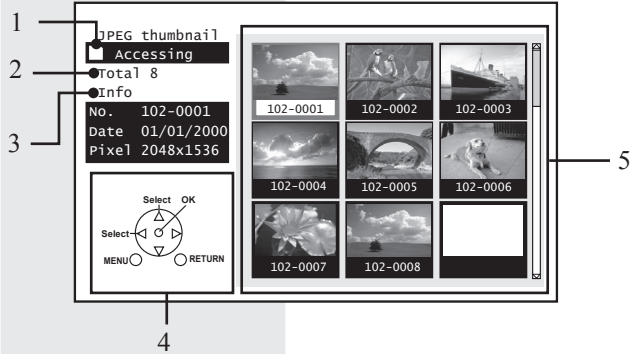 1
JPEG thumbnail
Accessing
2
Total 8
Info
3
No. 102-0001
Date 01/01/2000
Pixel 2048x1536
Select OK
Select
MENU
RETURN
4
102-0001 102-0002 102-0003
102-0004 102-0005 102-0006
102-0007 102-0008
5